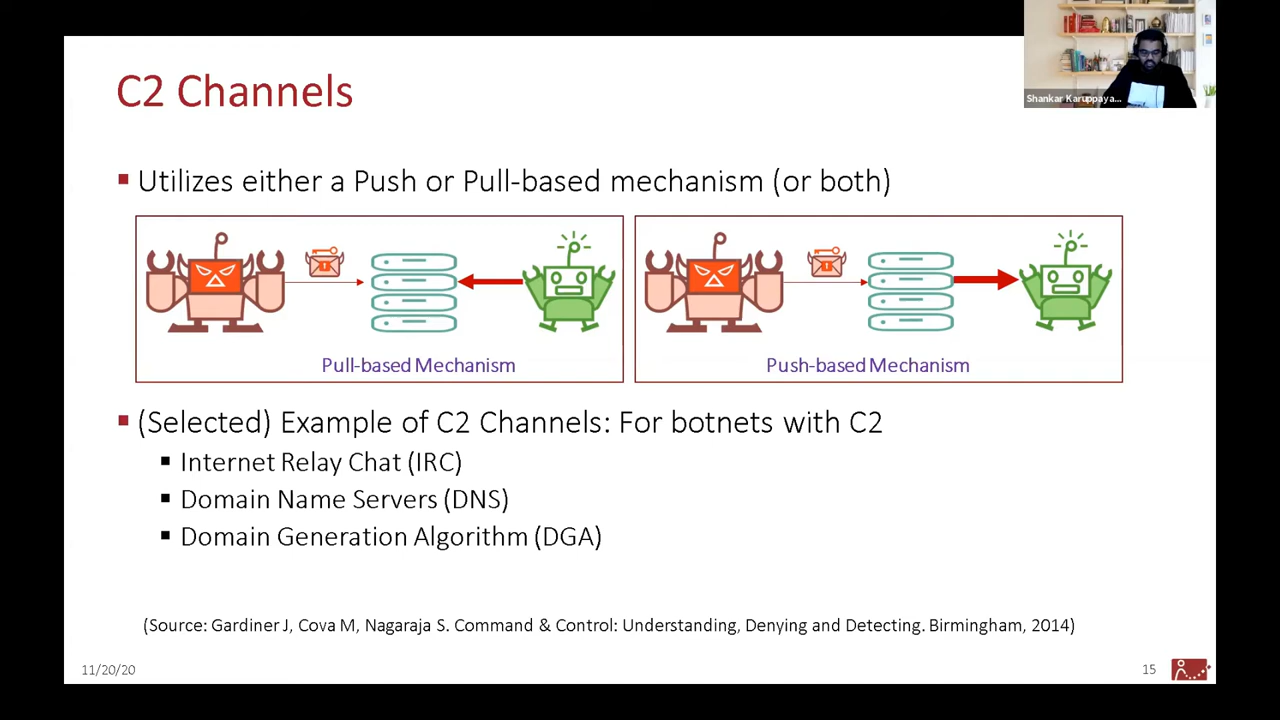 C2 Channels
Shankar Karuppaya...
Utilizes either a Push or Pull-based mechanism (or both)
Pull-based Mechanism
Push-based Mechanism
(Selected) Example of C2 Channels: For botnets with C2
Internet Relay Chat (IRC)
Domain Name Servers (DNS)
Domain Generation Algorithm (DGA)
(Source: Gardiner J, Cova M, Nagaraja S. Command & Control: Understanding, Denying and Detecting. Birmingham, 2014)
11/20/20
15